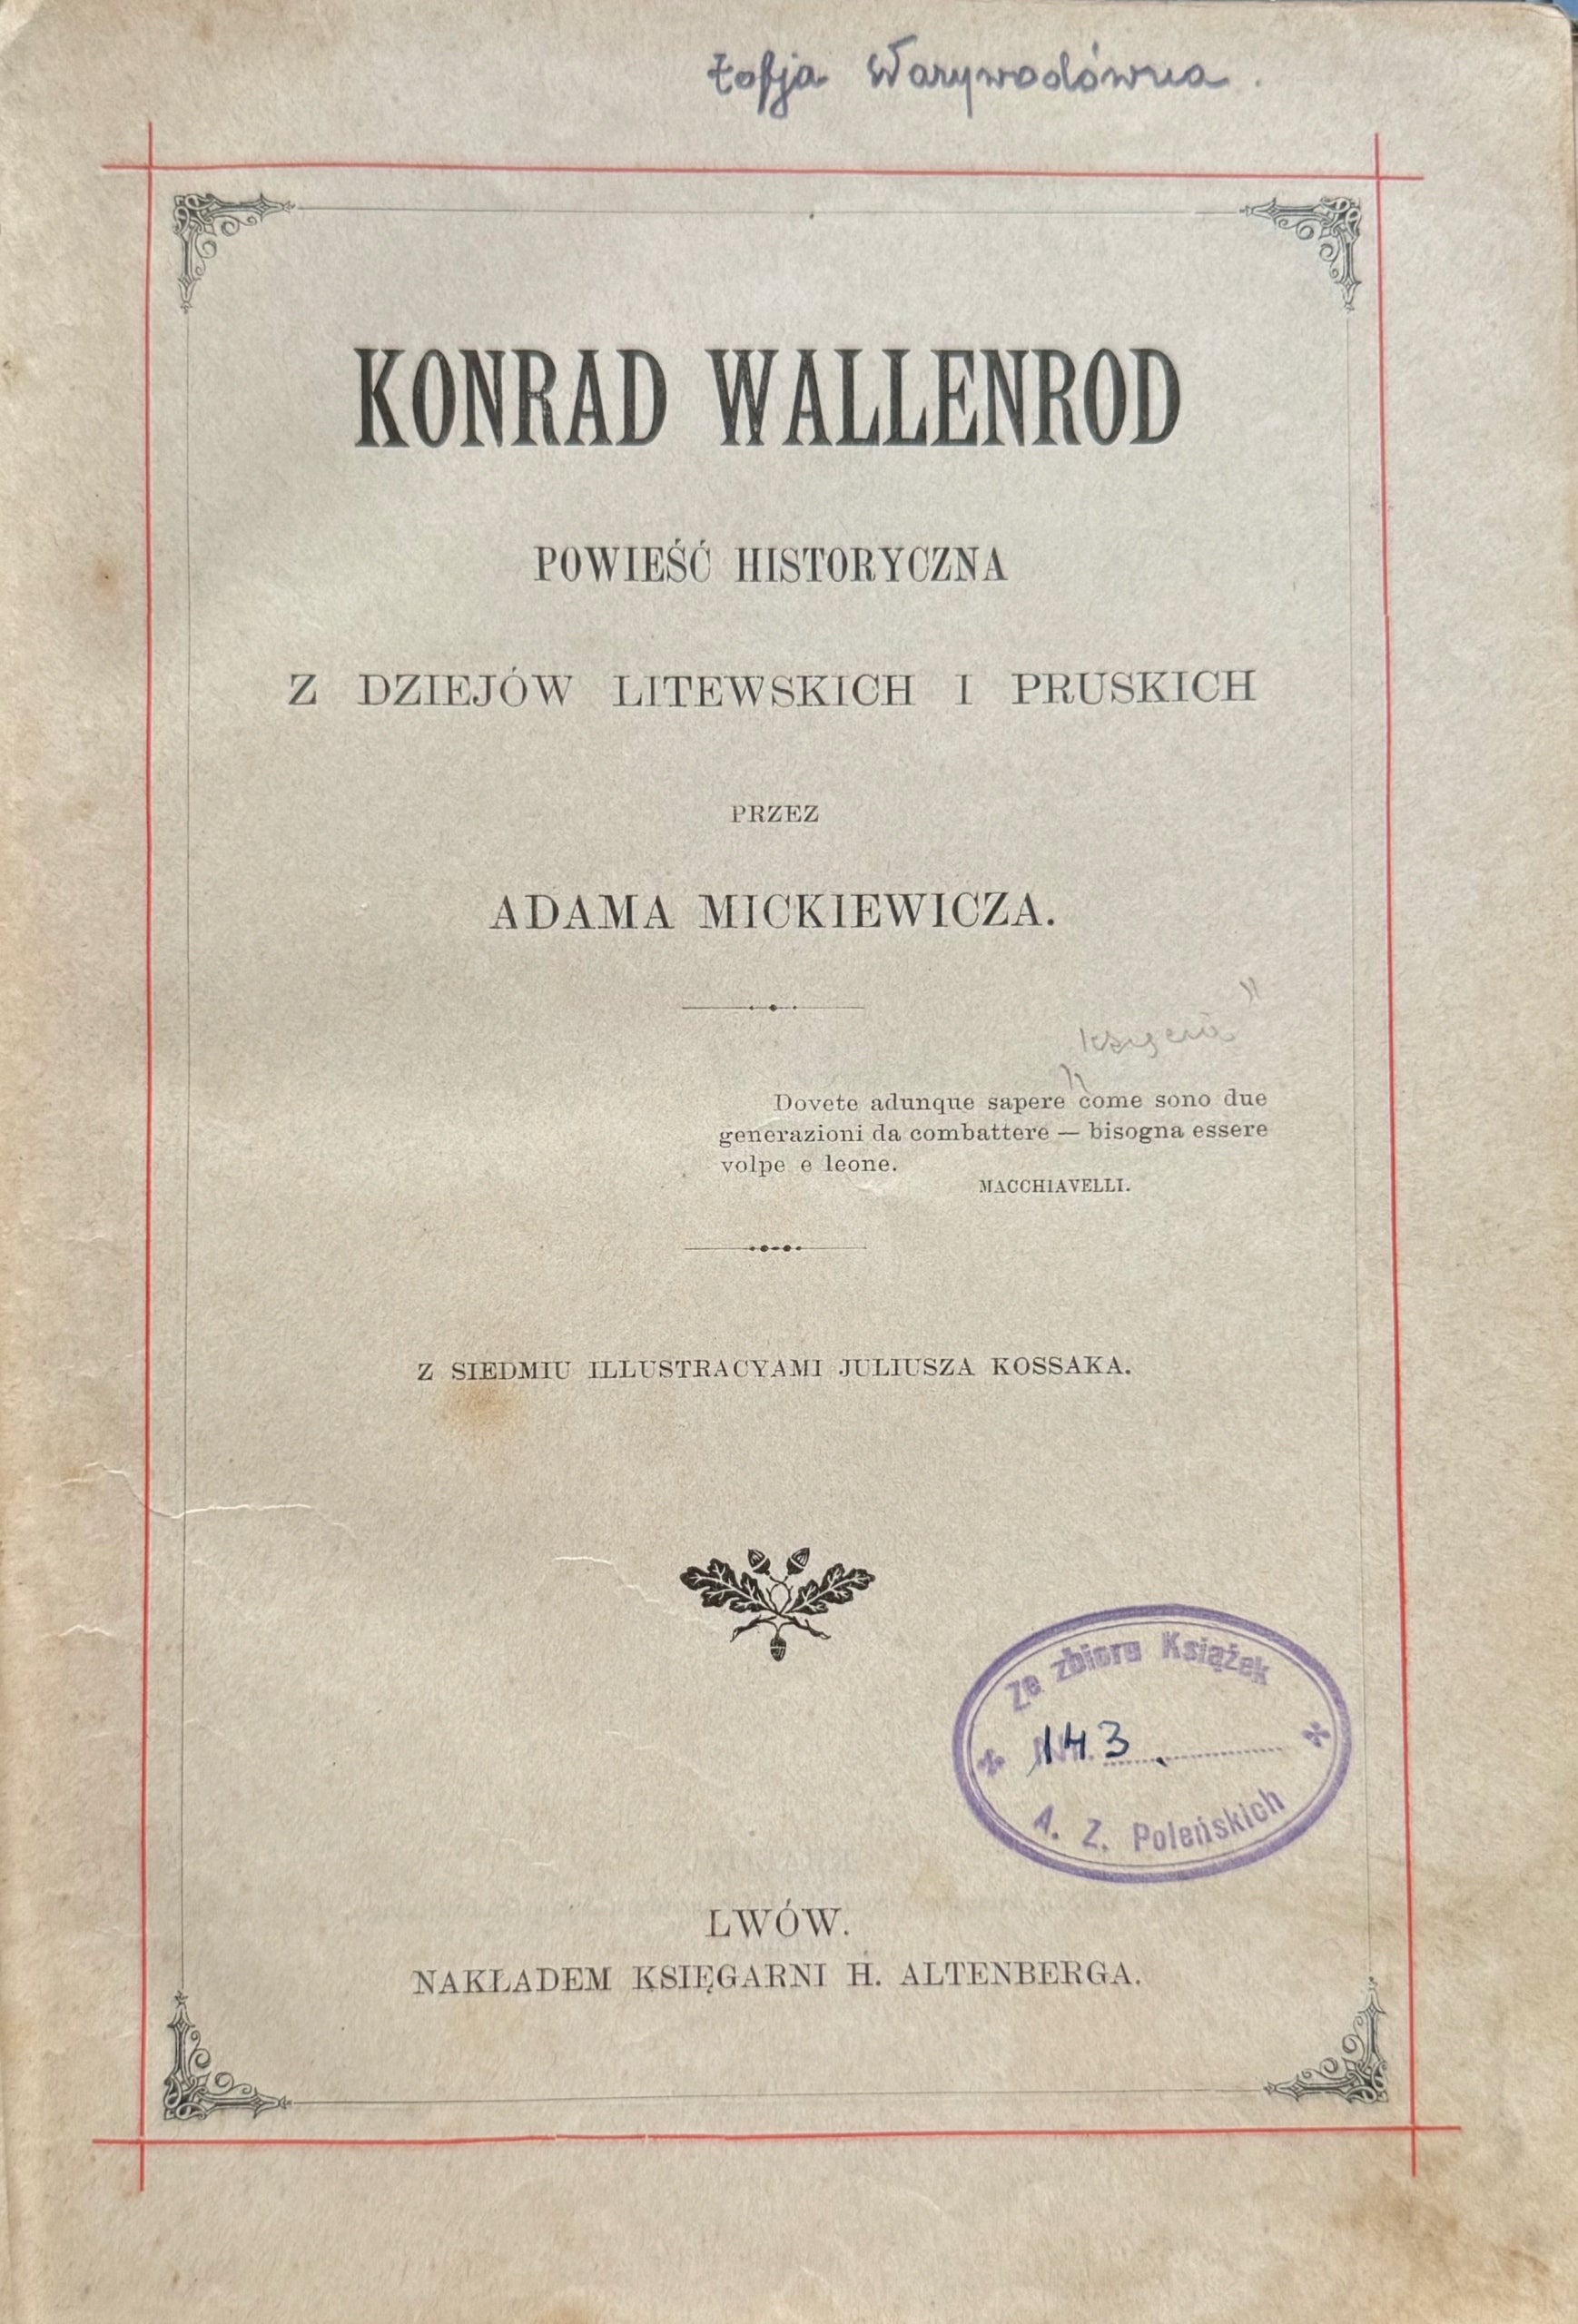 Zofja Warywodówna.
KONRAD WALLENROD
POWIEŚĆ HISTORYCZNA
Z DZIEJÓW LITEWSKICH I PRUSKICH
PRZEZ
ADAMA MICKIEWICZA.
Dovete adunque sapere come sono due
generazioni da combattere — bisogna essere
volpe e leone.
MACCHIAVELLI.
Z SIEDMIU ILLUSTRACYAMI JULIUSZA KOSSAKA.
Ze zbioru Książek
143
A. Z. Poleńskich
LWÓW.
NAKŁADEM KSIĘGARNI H. ALTENBERGA.